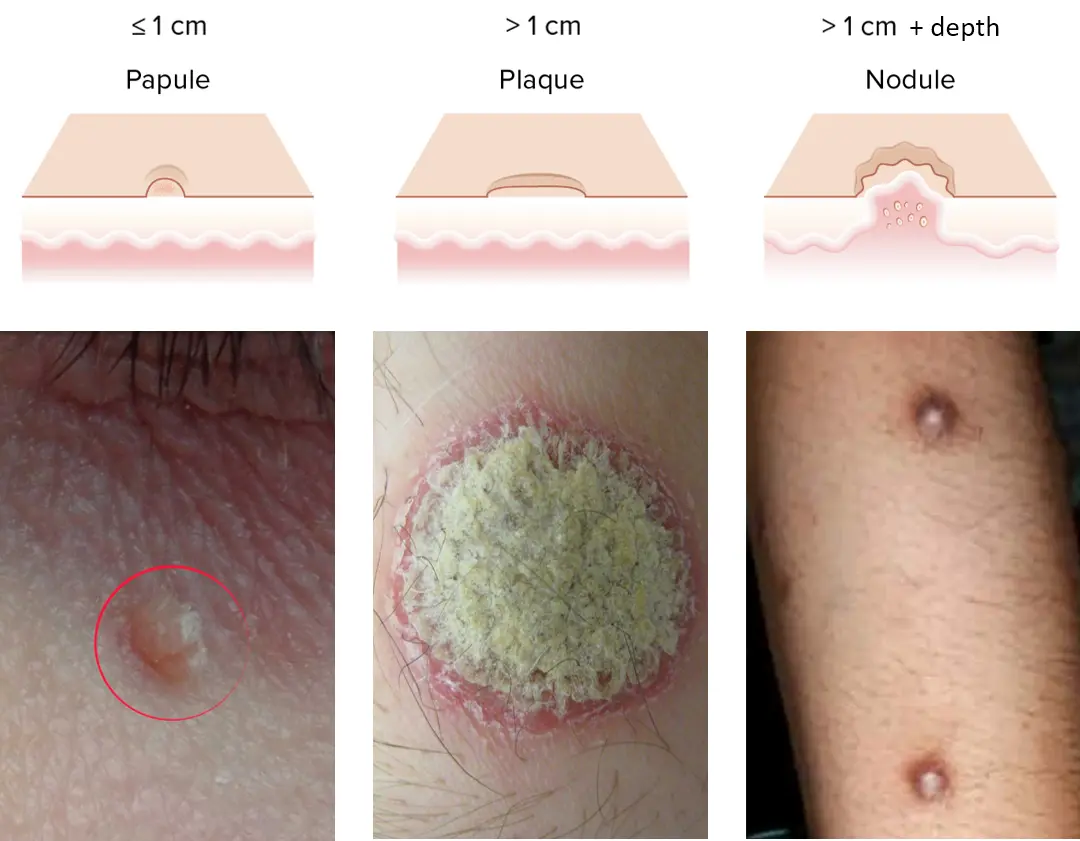 ≤ 1 cm
Papule
> 1 cm
Plaque
> 1 cm + depth
Nodule